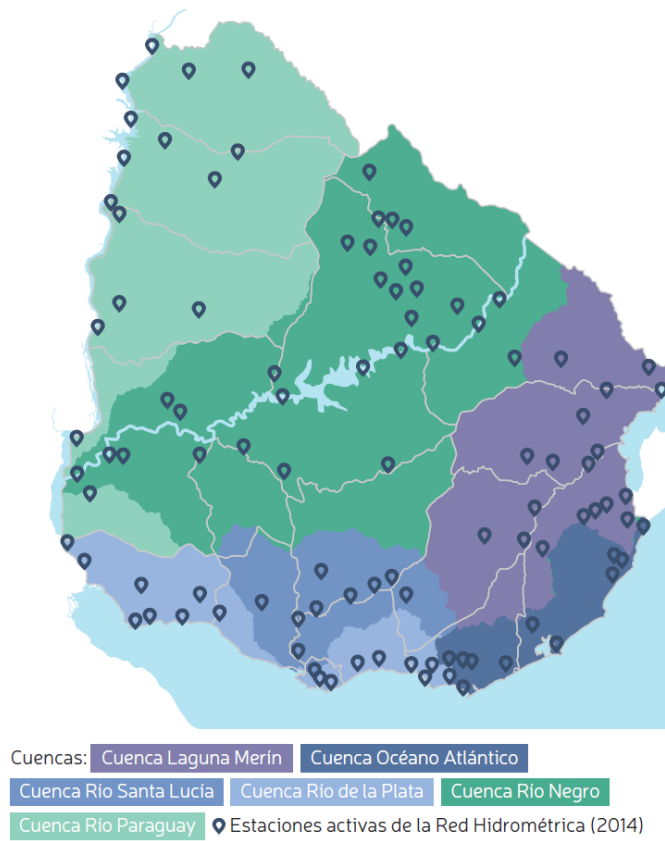 Cuencas: Cuenca Laguna Merín Cuenca Océano Atlántico
Cuenca Río Santa Lucía Cuenca Río de la Plata Cuenca Río Negro
Cuenca Río Paraguay Estaciones activas de la Red Hidrométrica (2014)